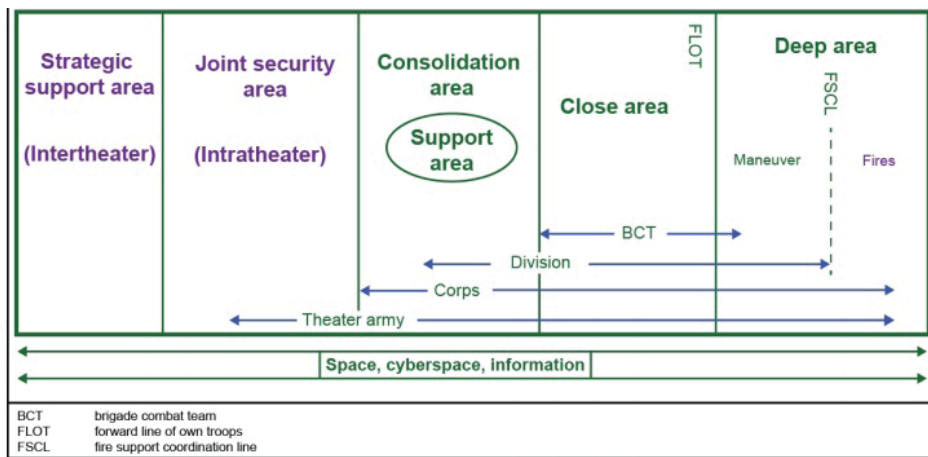 Strategic
support area
(Intertheater)
Joint security
area
(Intratheater)
Consolidation
area
Support
area
Close area
FLOT
Deep area
FSCL
Maneuver
Fires
BCT
Division
Corps
Theater army
Space, cyberspace, information
BCT brigade combat team
FLOT forward line of own troops
FSCL fire support coordination line